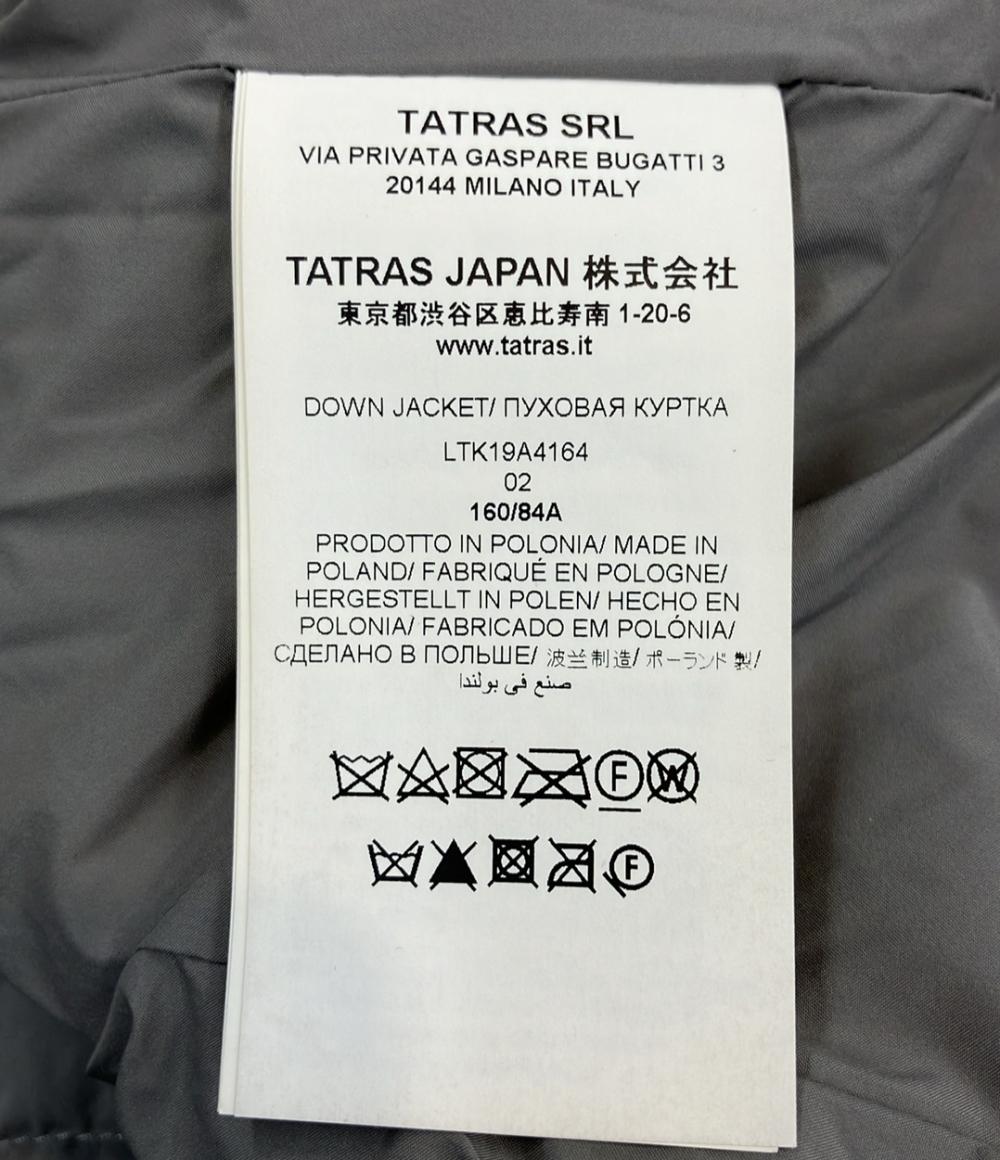 TATRAS SRL
VIA PRIVATA GASPARE BUGATTI 3
20144 MILANO ITALY
TATRAS JAPAN 株式会社
東京都渋谷区恵比寿南 1-20-6
www.tatras.it
DOWN JACKET/ ПУХОВАЯ КУРТКА
LTK19A4164
02
160/84A
PRODOTTO IN POLONIA/ MADE IN
POLAND/ FABRIQUÉ EN POLOGNE/
HERGESTELLT IN POLEN/ HECHO EN
POLONIA/ FABRICADO EM POLÓNIA/
СДЕЛАНО В ПОЛЬШЕ/ 波兰制造/ ポーランド 製/
صنع في بولندا
F W
F